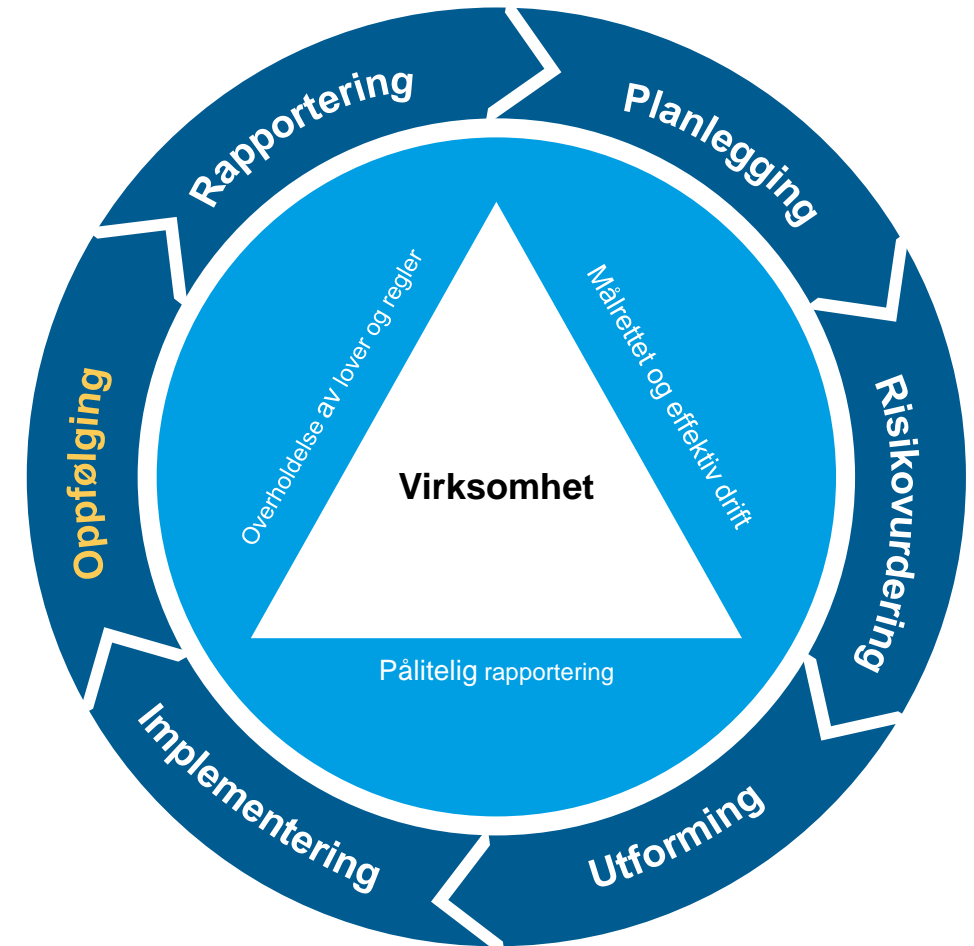 Rapportering
Planlegging
Risikovurdering
Utforming
Implementering
Oppfølging
Overholdelse av lover og regler
Målrettet og effektiv drift
Virksomhet
Pålitelig rapportering